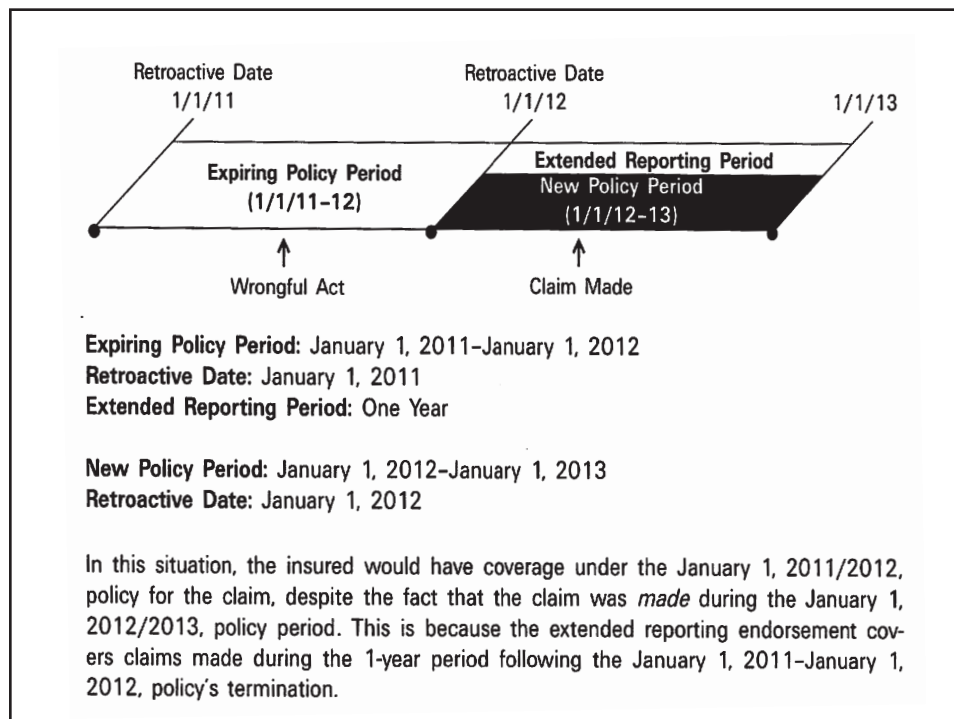 Retroactive Date
1/1/11
Retroactive Date
1/1/12
1/1/13
Expiring Policy Period
(1/1/11–12)
Extended Reporting Period
New Policy Period
(1/1/12–13)
Wrongful Act
Claim Made
Expiring Policy Period: January 1, 2011–January 1, 2012
Retroactive Date: January 1, 2011
Extended Reporting Period: One Year
New Policy Period: January 1, 2012–January 1, 2013
Retroactive Date: January 1, 2012
In this situation, the insured would have coverage under the January 1, 2011/2012,
policy for the claim, despite the fact that the claim was made during the January 1,
2012/2013, policy period. This is because the extended reporting endorsement cov-
ers claims made during the 1-year period following the January 1, 2011–January 1,
2012, policy's termination.